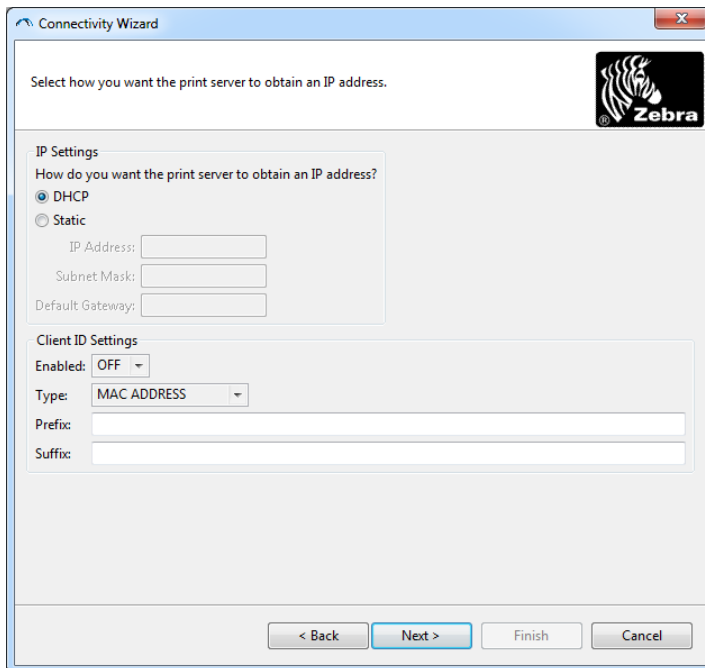 Connectivity Wizard
Select how you want the print server to obtain an IP address.
® Zebra
IP Settings
How do you want the print server to obtain an IP address?
DHCP
Static
IP Address:
Subnet Mask:
Default Gateway:
Client ID Settings
Enabled: OFF
Type: MAC ADDRESS
Prefix:
Suffix:
< Back Next > Finish Cancel